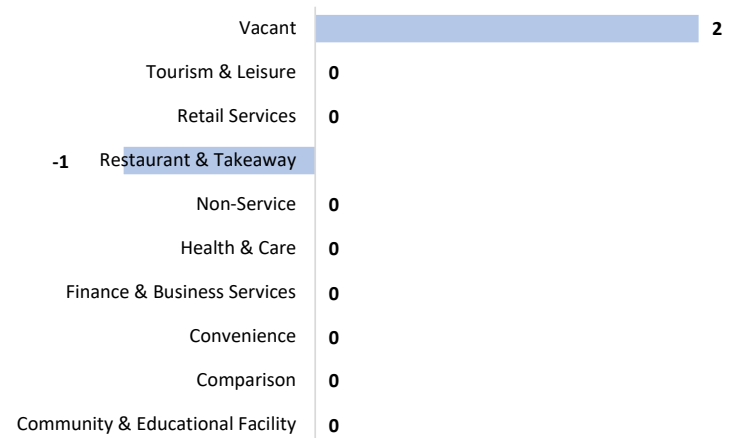 Vacant 2
Tourism & Leisure 0
Retail Services 0
-1 Restaurant & Takeaway
Non-Service 0
Health & Care 0
Finance & Business Services 0
Convenience 0
Comparison 0
Community & Educational Facility 0